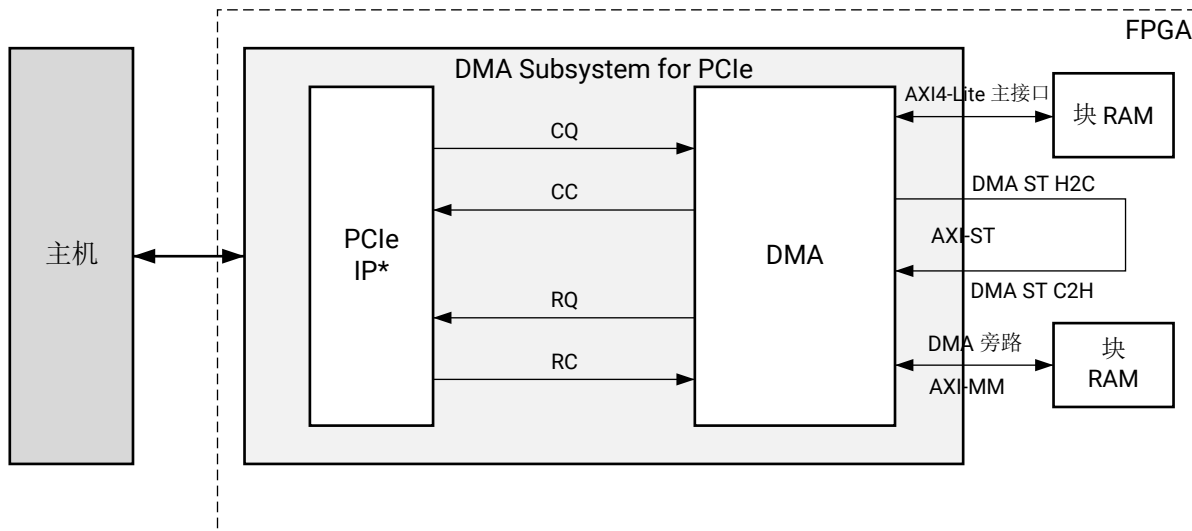 FPGA
DMA Subsystem for PCIe
AXI4-Lite 主接口
块 RAM
CQ
CC
DMA ST H2C
主机
PCIe
IP*
DMA
AXI-ST
DMA ST C2H
RQ
RC
DMA 旁路
AXI-MM
块
RAM